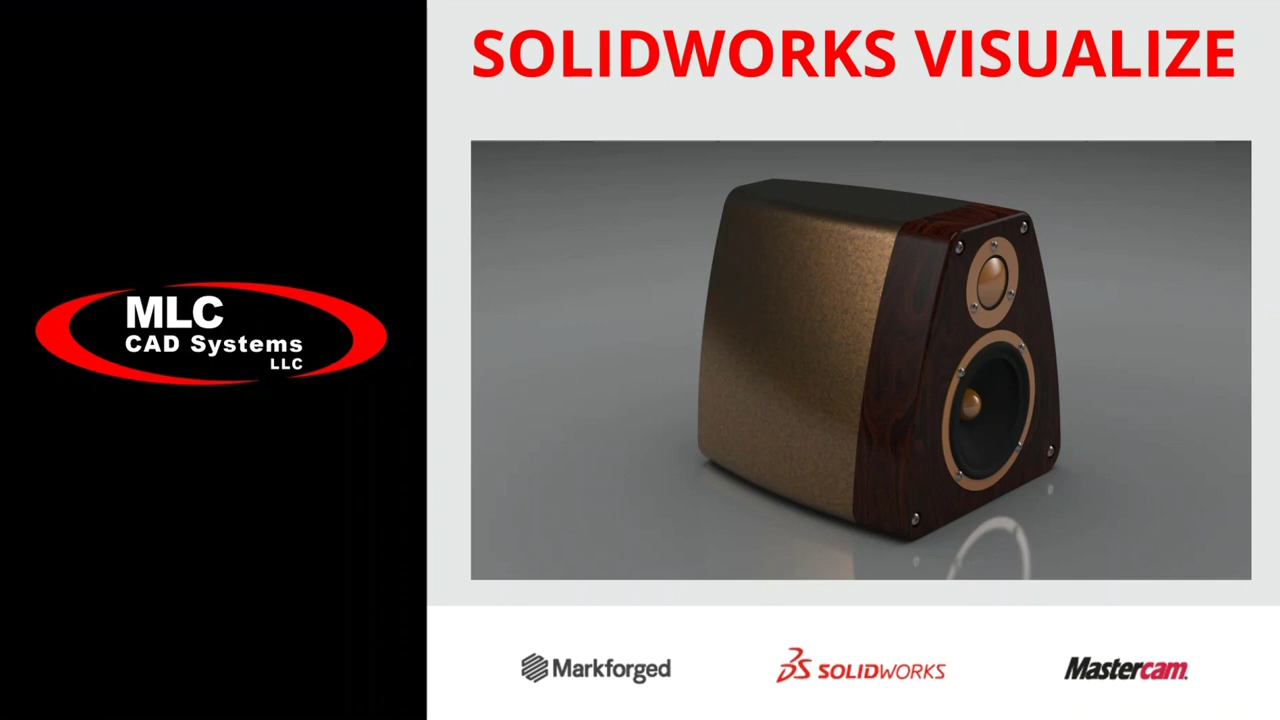 SOLIDWORKS VISUALIZE
MLC
CAD Systems
LLC
Markforged
SOLIDWORKS
Mastercam.